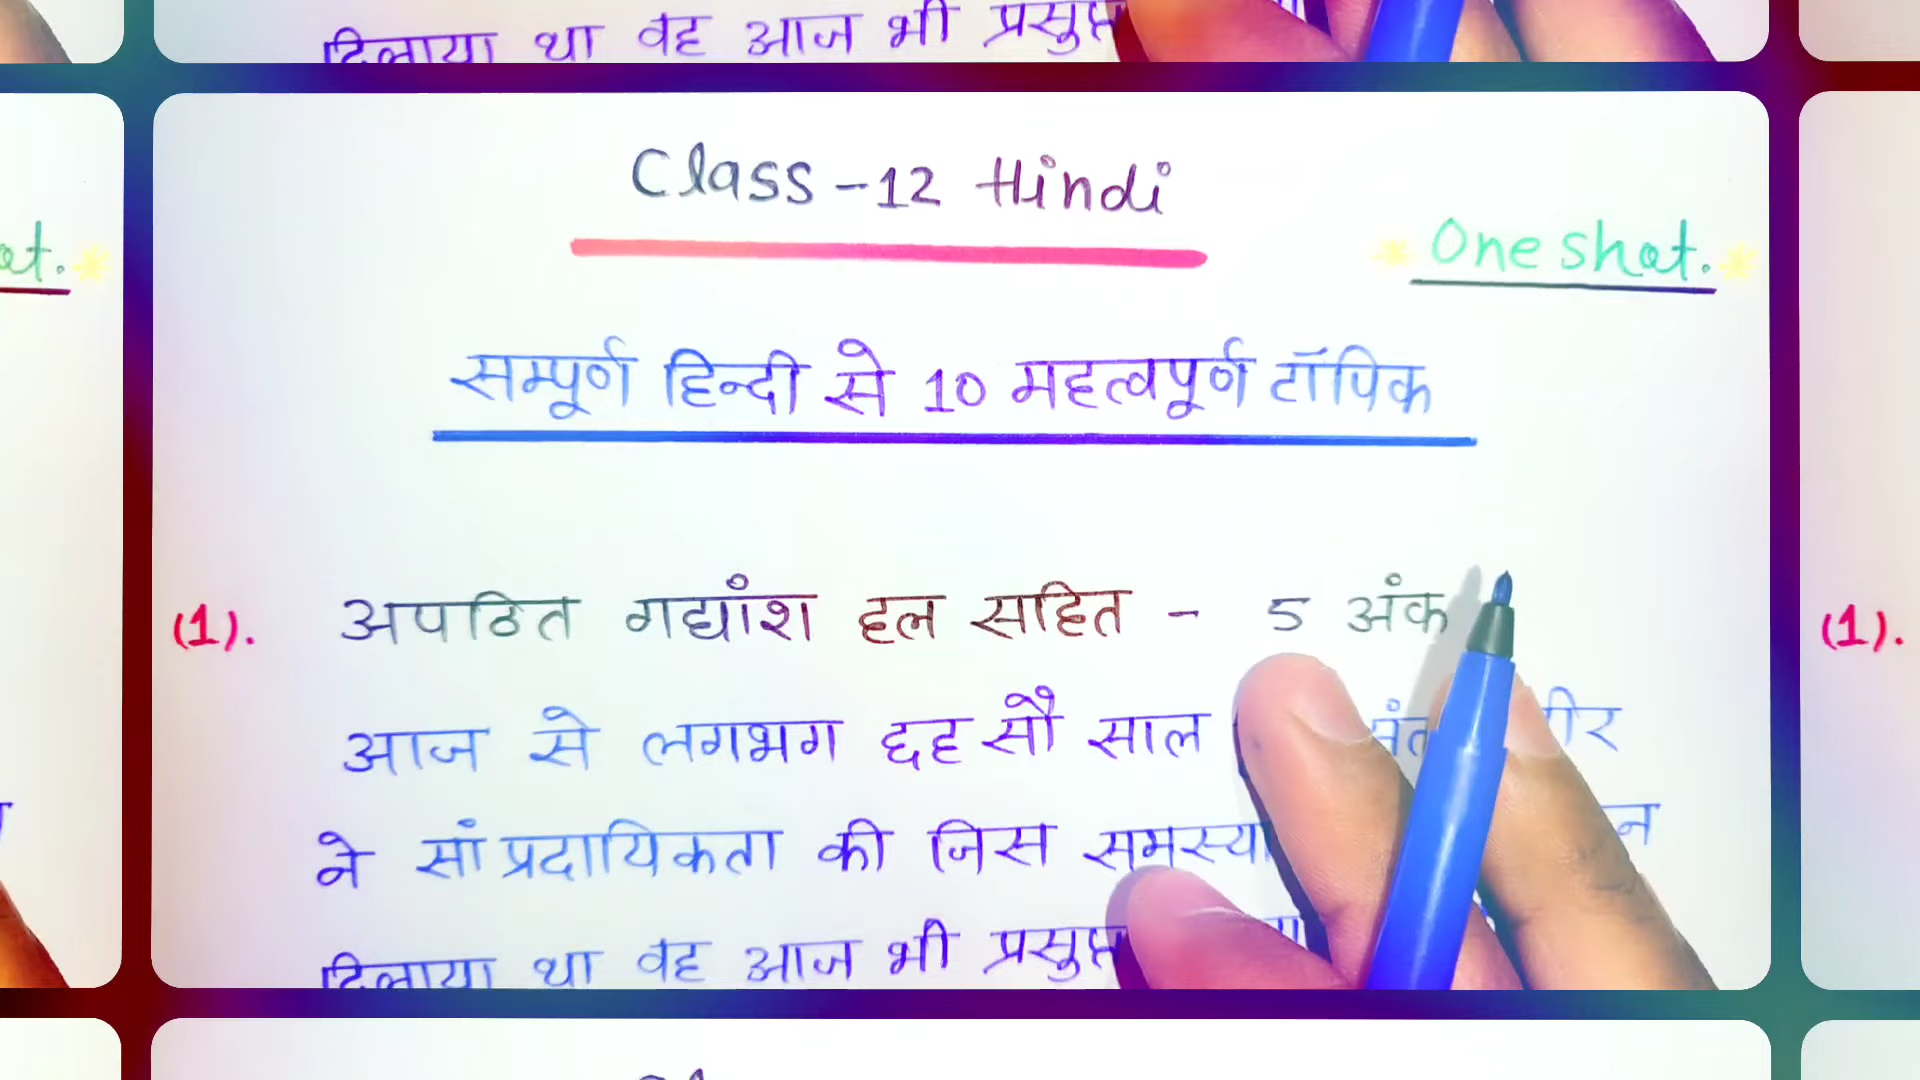 दिलाया था वह आज भी प्रसुप्त
Class -12 Hindi
One shot.
सम्पूर्ण हिन्दी से 10 महत्वपूर्ण टॉपिक
(1). अपठित गद्यांश हल सहित - 5 अंक
आज से लगभग छह सौ साल संत
ने सांप्रदायिकता की जिस समस्या
दिलाया था वह आज भी प्रसुप्त
(1).